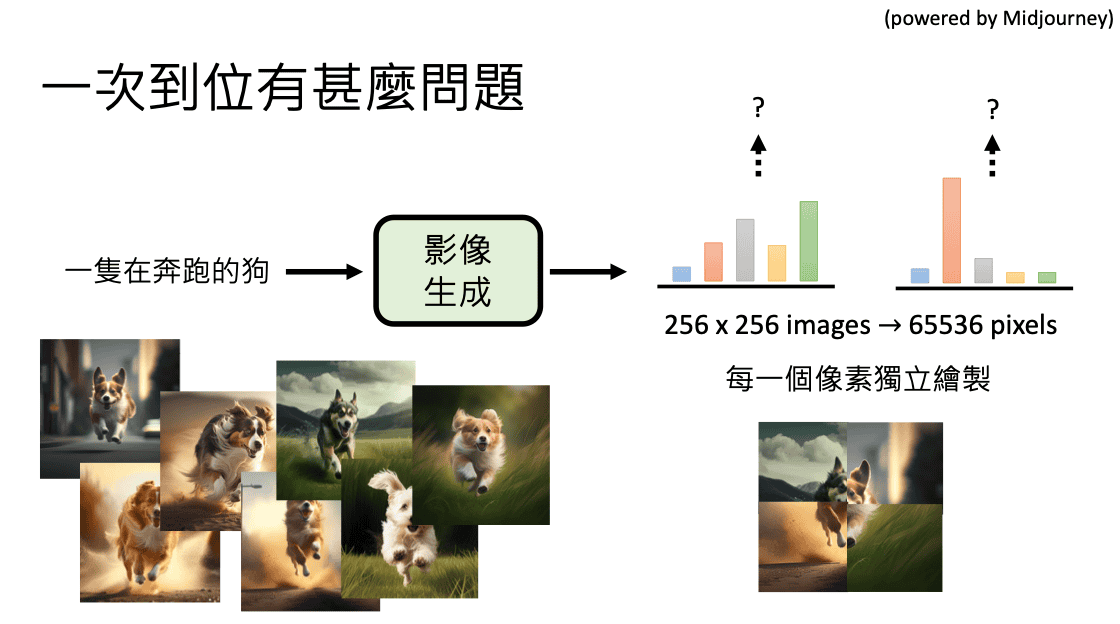 (powered by Midjourney)
一次到位有甚麼問題
?
?
一隻在奔跑的狗
影像
生成
256 x 256 images → 65536 pixels
每一個像素獨立繪製